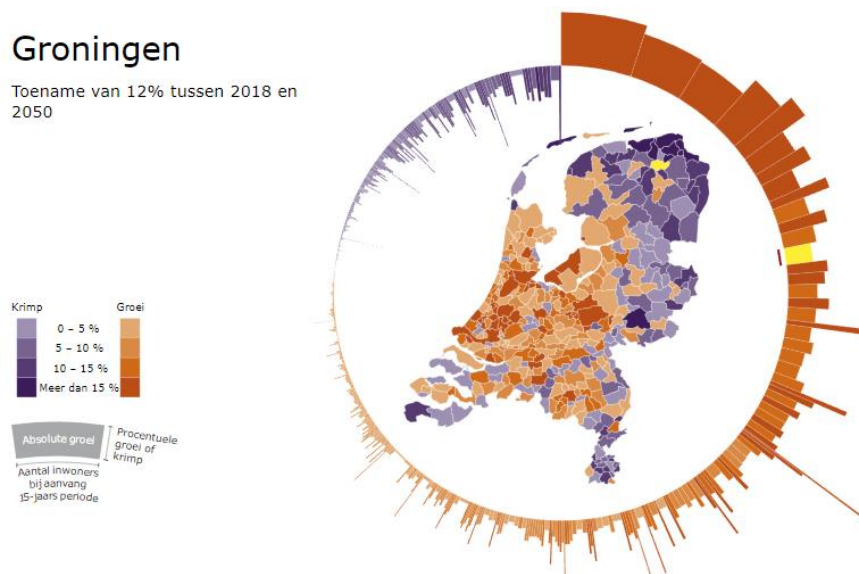 Groningen
Toename van 12% tussen 2018 en
2050
Krimp
Groei
0 – 5 %
5 – 10 %
10 – 15 %
Meer dan 15 %
Absolute groei
Procentuele
groei of
krimp
Aantal inwoners
bij aanvang
15-jaars periode